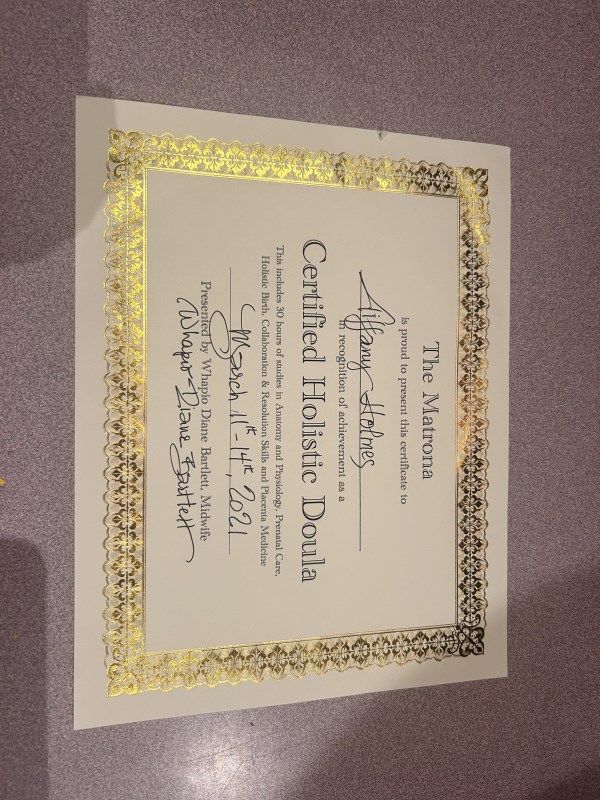 The Matrona
is proud to present this certificate to
Tiffany Holmes
in recognition of achievement as a
Certified Holistic Doula
This includes 30 hours of studies in Anatomy and Physiology, Prenatal Care,
Holistic Birth, Collaboration & Resolution Skills and Placenta Medicine
March 11th-14th, 2021
Presented by Whapio Diane Bartlett, Midwife
Whapio Diane Bartlett